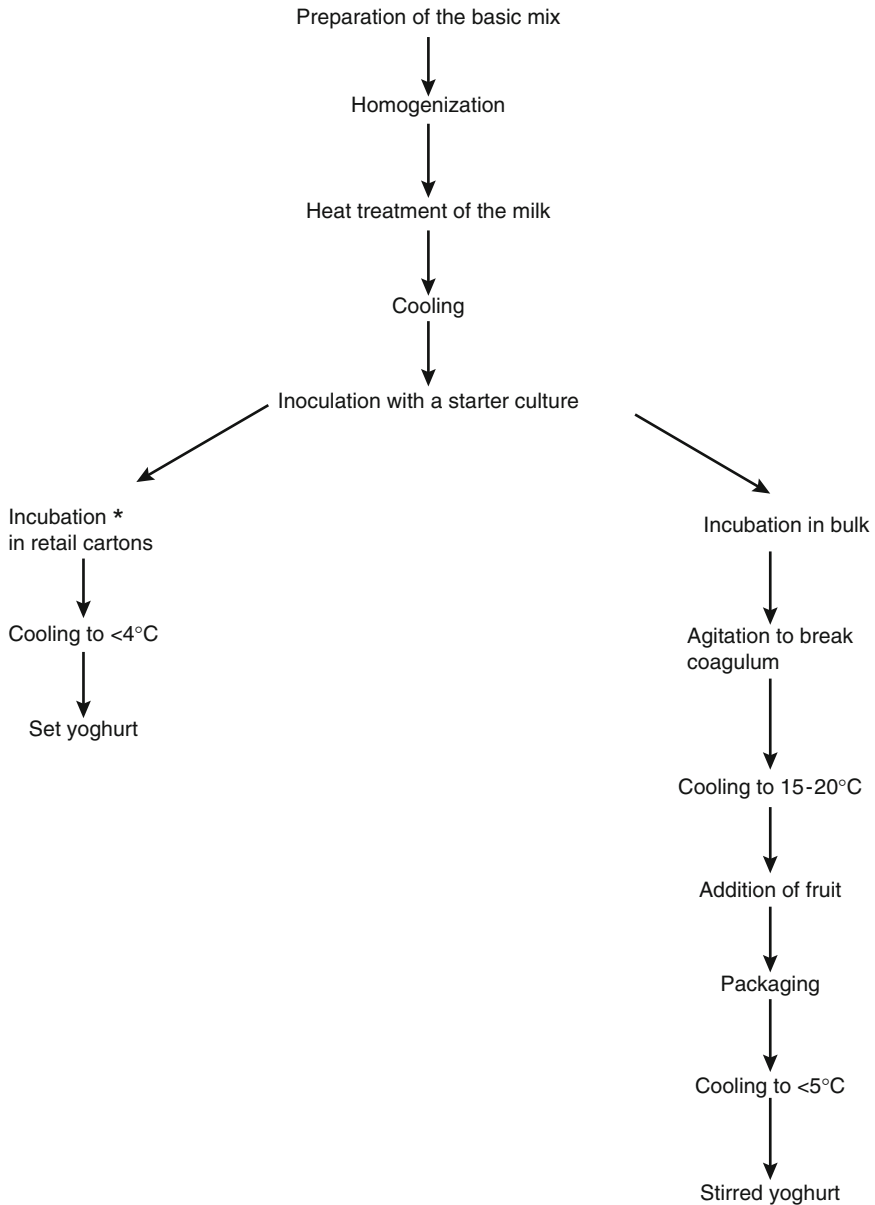 Preparation of the basic mix
Homogenization
Heat treatment of the milk
Cooling
Inoculation with a starter culture
Incubation *
in retail cartons
Cooling to <4°C
Set yoghurt
Incubation in bulk
Agitation to break
coagulum
Cooling to 15-20°C
Addition of fruit
Packaging
Cooling to <5°C
Stirred yoghurt